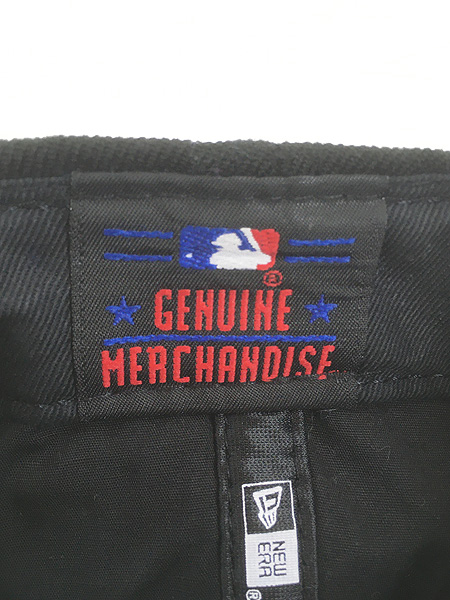 ®
GENUINE
MERCHANDISE
NEW ERA
®